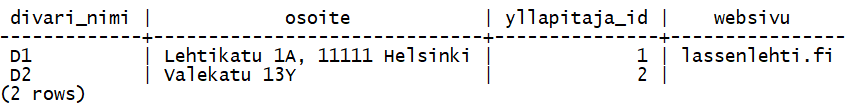 divari_nimi | osoite | yllapitaja_id | websivu
D1 | Lehtikatu 1A, 11111 Helsinki | 1 | lassenlehti.fi
D2 | Valekatu 13Y | 2 |
(2 rows)